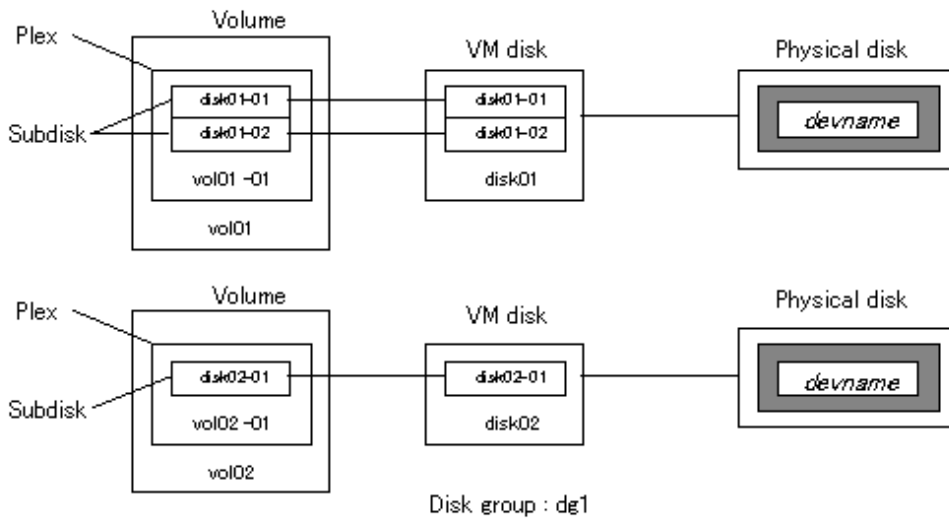 Volume
Plex
VM disk
Physical disk
disk01-01
disk01-01
devname
Subdisk
disk01-02
disk01-02
vol01 -01
disk01
vol01
Volume
Physical disk
Plex
VM disk
disk02-01
disk02-01
devname
Subdisk
vol02 -01
disk02
vol02
Disk group : dg1